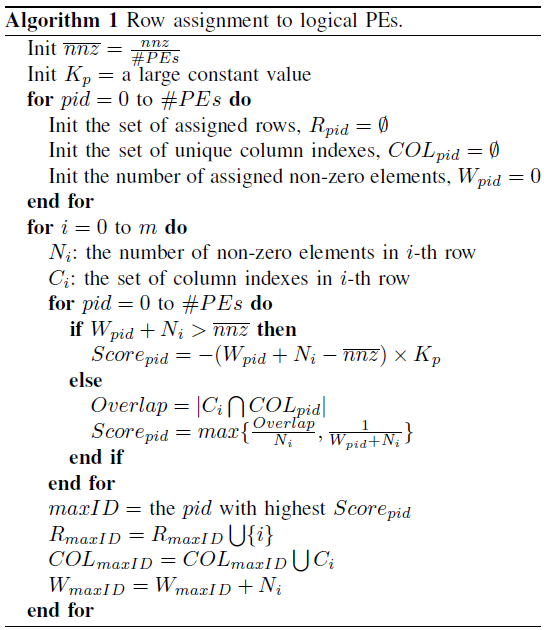 Algorithm 1 Row assignment to logical PEs.
Init $\overline{nnz} = \frac{nnz}{\#PEs}$
Init $K_p$ = a large constant value
for $pid = 0$ to $\#PEs$ do
Init the set of assigned rows, $R_{pid} = \emptyset$
Init the set of unique column indexes, $COL_{pid} = \emptyset$
Init the number of assigned non-zero elements, $W_{pid} = 0$
end for
for $i = 0$ to $m$ do
$N_i$: the number of non-zero elements in $i$-th row
$C_i$: the set of column indexes in $i$-th row
for $pid = 0$ to $\#PEs$ do
if $W_{pid} + N_i > \overline{nnz}$ then
$Score_{pid} = -(W_{pid} + N_i - \overline{nnz}) \times K_p$
else
$Overlap = |C_i \bigcap COL_{pid}|$
$Score_{pid} = max\{\frac{Overlap}{N_i}, \frac{1}{W_{pid}+N_i}\}$
end if
end for
$maxID$ = the $pid$ with highest $Score_{pid}$
$R_{maxID} = R_{maxID} \bigcup \{i\}$
$COL_{maxID} = COL_{maxID} \bigcup C_i$
$W_{maxID} = W_{maxID} + N_i$
end for